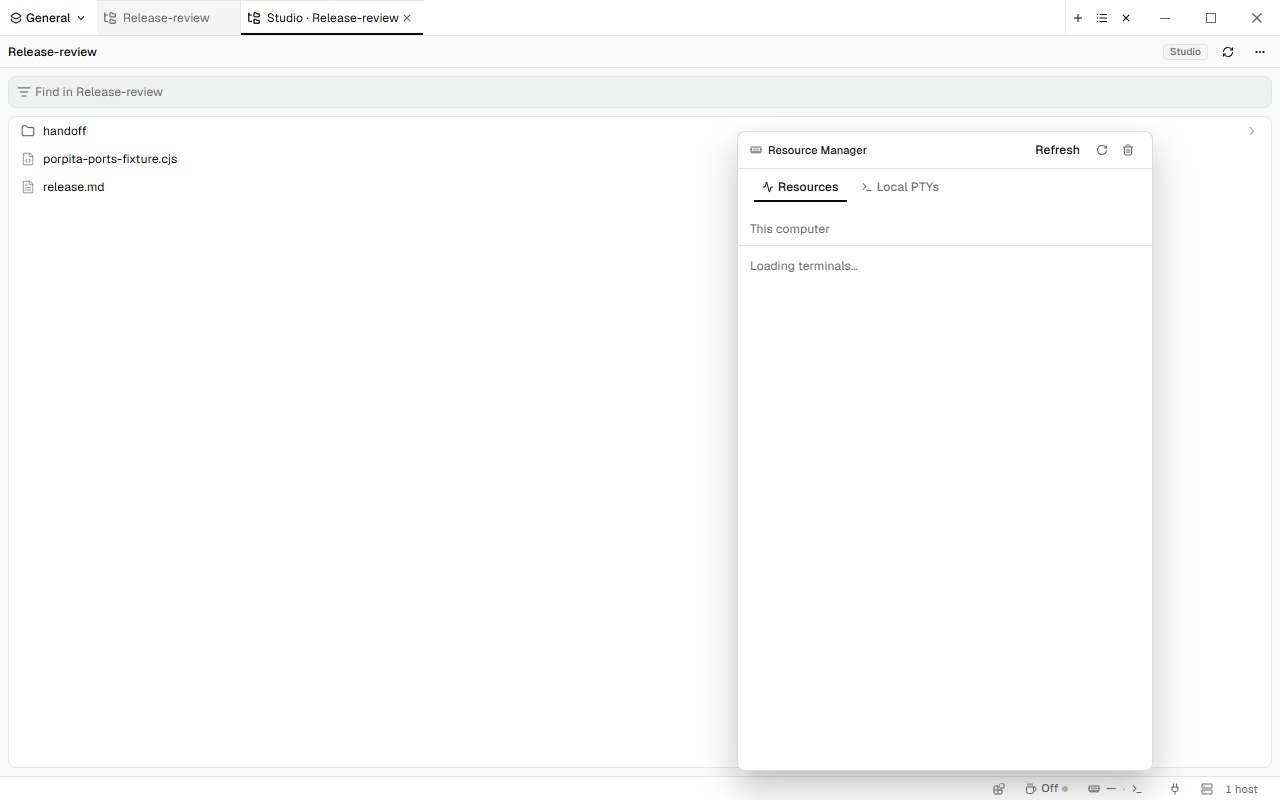 General
Release-review
Studio · Release-review
Release-review
Studio
Find in Release-review
handoff
porpita-ports-fixture.cjs
release.md
Resource Manager
Refresh
Resources
Local PTYs
This computer
Loading terminals…
Off
— ·
1 host